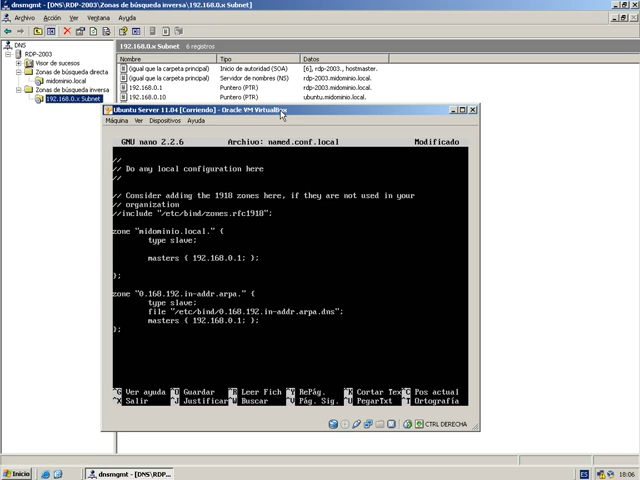 dnsmgmt - [DNS\RDP-2003\Zonas de búsqueda inversa\192.168.0.x Subnet]
Archivo Acción Ver Ventana Ayuda
DNS
RDP-2003
Visor de sucesos
Zonas de búsqueda directa
midominio.local
Zonas de búsqueda inversa
192.168.0.x Subnet
192.168.0.x Subnet 6 registros
Nombre Tipo Datos
(igual que la carpeta principal) Inicio de autoridad (SOA) [6], rdp-2003., hostmaster.
(igual que la carpeta principal) Servidor de nombres (NS) rdp-2003.midominio.local.
192.168.0.1 Puntero (PTR) rdp-2003.midominio.local.
192.168.0.10 Puntero (PTR) ubuntu.midominio.local.
Ubuntu Server 11.04 [Corriendo] - Oracle VM VirtualBox
Máquina Ver Dispositivos Ayuda
GNU nano 2.2.6 Archivo: named.conf.local Modificado
//
// Do any local configuration here
//
// Consider adding the 1918 zones here, if they are not used in your
// organization
//include "/etc/bind/zones.rfc1918";
zone "midominio.local." {
type slave;
masters { 192.168.0.1; };
};
zone "0.168.192.in-addr.arpa." {
type slave;
file "/etc/bind/0.168.192.in-addr.arpa.dns";
masters { 192.168.0.1; };
};
^G Ver ayuda ^O Guardar ^R Leer Fich ^Y RePág. ^K Cortar Tex ^C Pos actual
^X Salir ^J Justificar ^W Buscar ^V Pág. Sig. ^U PegarTxt ^T Ortografía
CTRL DERECHA
Inicio dnsmgmt - [DNS\RDP... ES 18:06